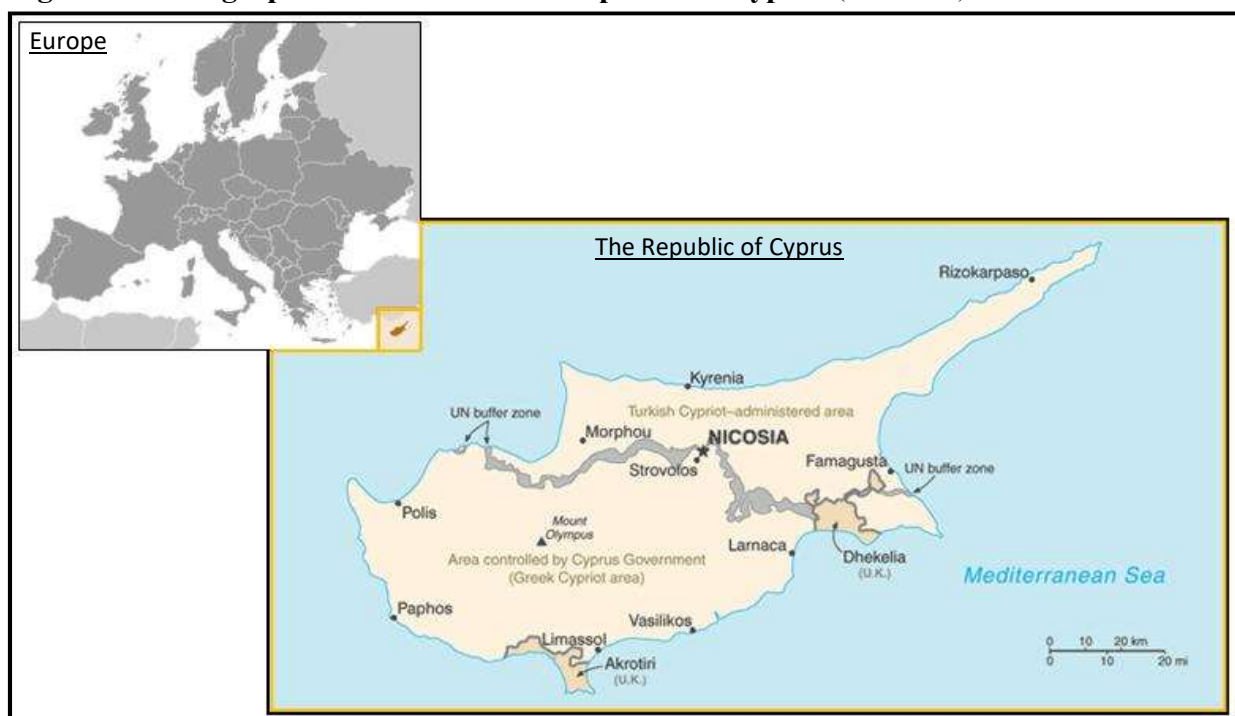 Europe
The Republic of Cyprus
Rizokarpaso
Kyrenia
Turkish Cypriot–administered area
UN buffer zone
Morphou
NICOSIA
Strovolos
Famagusta
UN buffer zone
Polis
Mount
Olympus
Larnaca
Area controlled by Cyprus Government
(Greek Cypriot area)
Dhekelia
(U.K.)
Mediterranean Sea
Paphos
Vasilikos
Limassol
Akrotiri
(U.K.)
0 10 20 km
0 10 20 mi